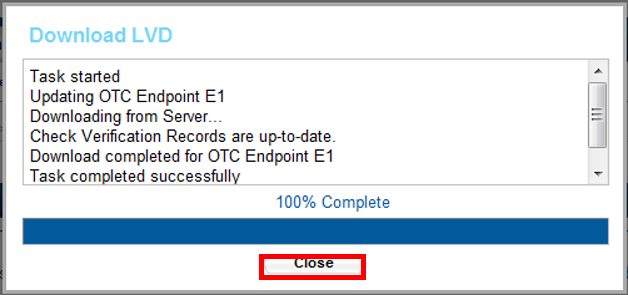 Download LVD
Task started
Updating OTC Endpoint E1
Downloading from Server...
Check Verification Records are up-to-date.
Download completed for OTC Endpoint E1
Task completed successfully
100% Complete
Close